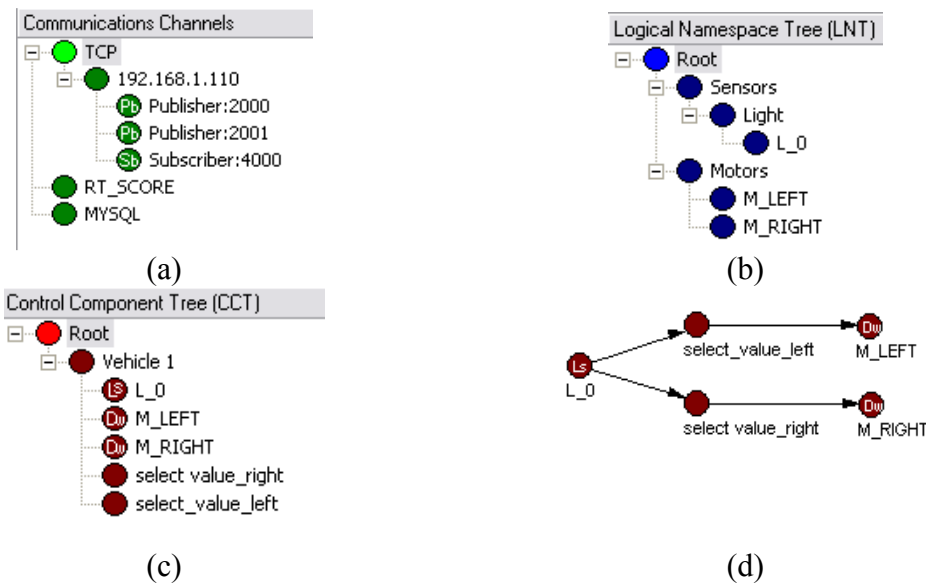 Communications Channels
TCP
192.168.1.110
Pb Publisher:2000
Pb Publisher:2001
Sb Subscriber:4000
RT_SCORE
MYSQL
(a)
Logical Namespace Tree (LNT)
Root
Sensors
Light
L_0
Motors
M_LEFT
M_RIGHT
(b)
Control Component Tree (CCT)
Root
Vehicle 1
LS L_0
Dw M_LEFT
Dw M_RIGHT
select value_right
select_value_left
(c)
Ls
L_0
select_value_left
Dw
M_LEFT
select value_right
Dw
M_RIGHT
(d)